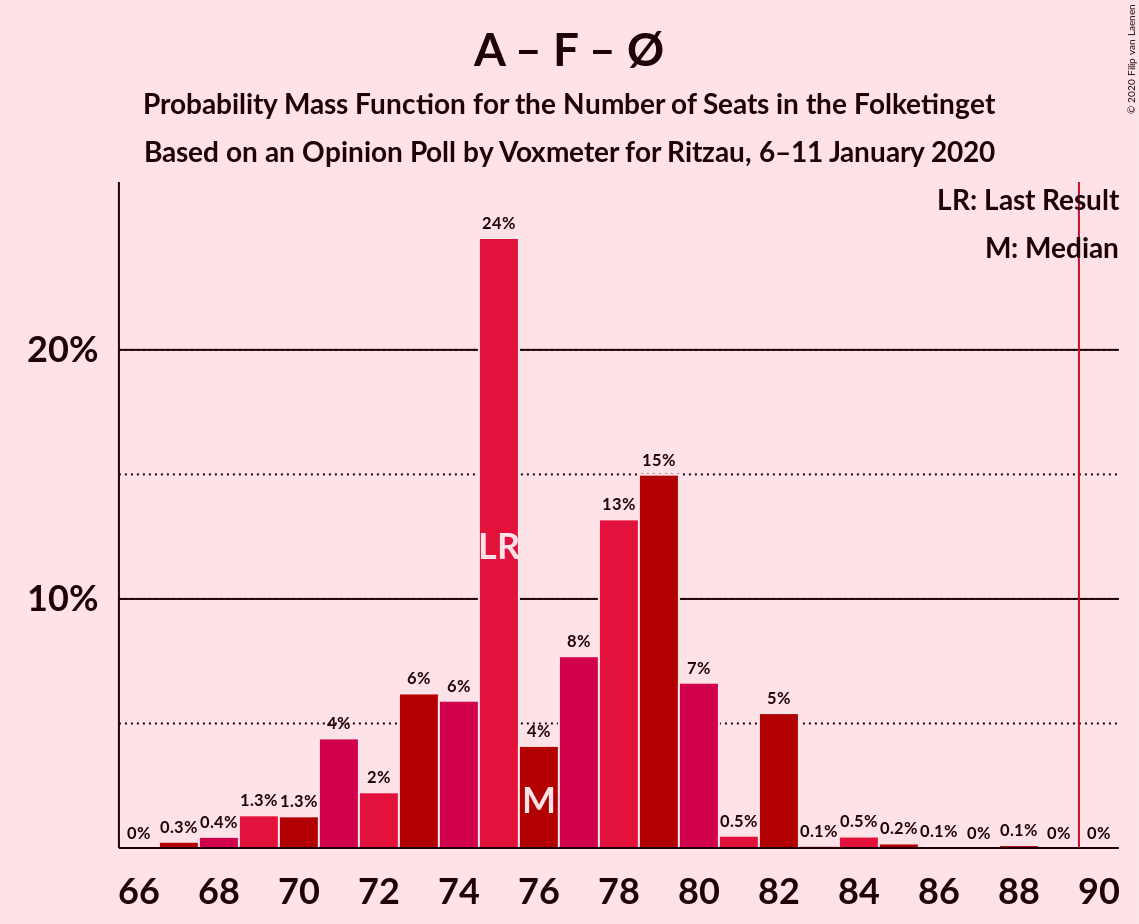 A – F – Ø
Probability Mass Function for the Number of Seats in the Folketinget
Based on an Opinion Poll by Voxmeter for Ritzau, 6–11 January 2020
© 2020 Filip van Laenen
LR: Last Result
M: Median
20%
10%
0% 0.3% 0.4% 1.3% 1.3% 4% 2% 6% 6% 24% 4% 8% 13% 15% 7% 0.5% 5% 0.1% 0.5% 0.2% 0.1% 0% 0.1% 0% 0%
LR
M
66 68 70 72 74 76 78 80 82 84 86 88 90